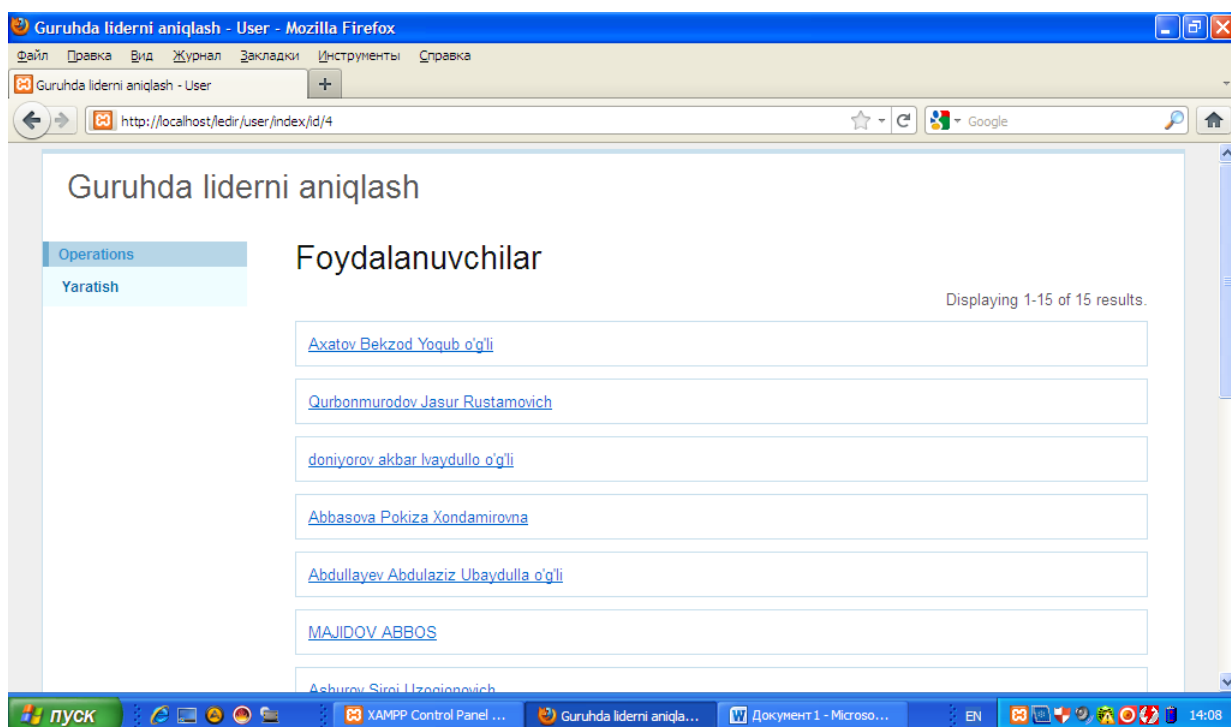 Guruhda liderni aniqlash - User - Mozilla Firefox
Файл Правка Вид Журнал Закладки Инструменты Справка
Guruhda liderni aniqlash - User
http://localhost/ledir/user/index/id/4
Google
Guruhda liderni aniqlash
Operations
Yaratish
Foydalanuvchilar
Displaying 1-15 of 15 results.
Axatov Bekzod Yoqub o'g'li
Qurbonmurodov Jasur Rustamovich
doniyorov akbar Ivaydullo o'g'li
Abbasova Pokiza Xondamirovna
Abdullayev Abdulaziz Ubaydulla o'g'li
MAJIDOV ABBOS
Ashurov Siroj
пуск XAMPP Control Panel ... Guruhda liderni aniqla... Документ1 - Microso... EN 14:08